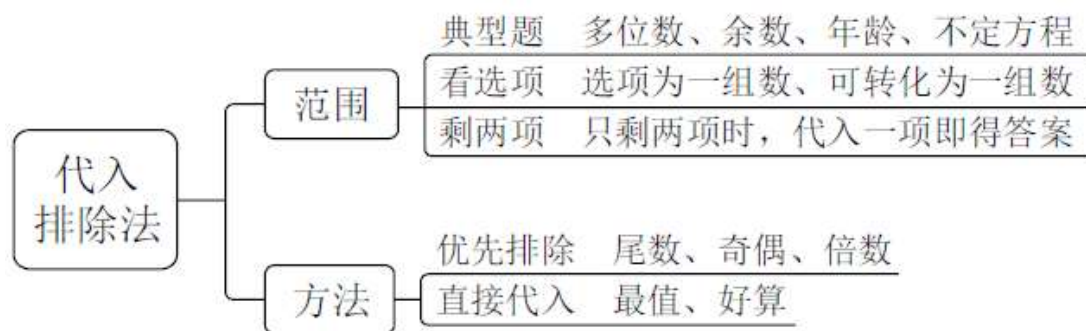 代入
排除法
范围
典型题 多位数、余数、年龄、不定方程
看选项 选项为一组数、可转化为一组数
剩两项 只剩两项时，代入一项即得答案
方法
优先排除 尾数、奇偶、倍数
直接代入 最值、好算